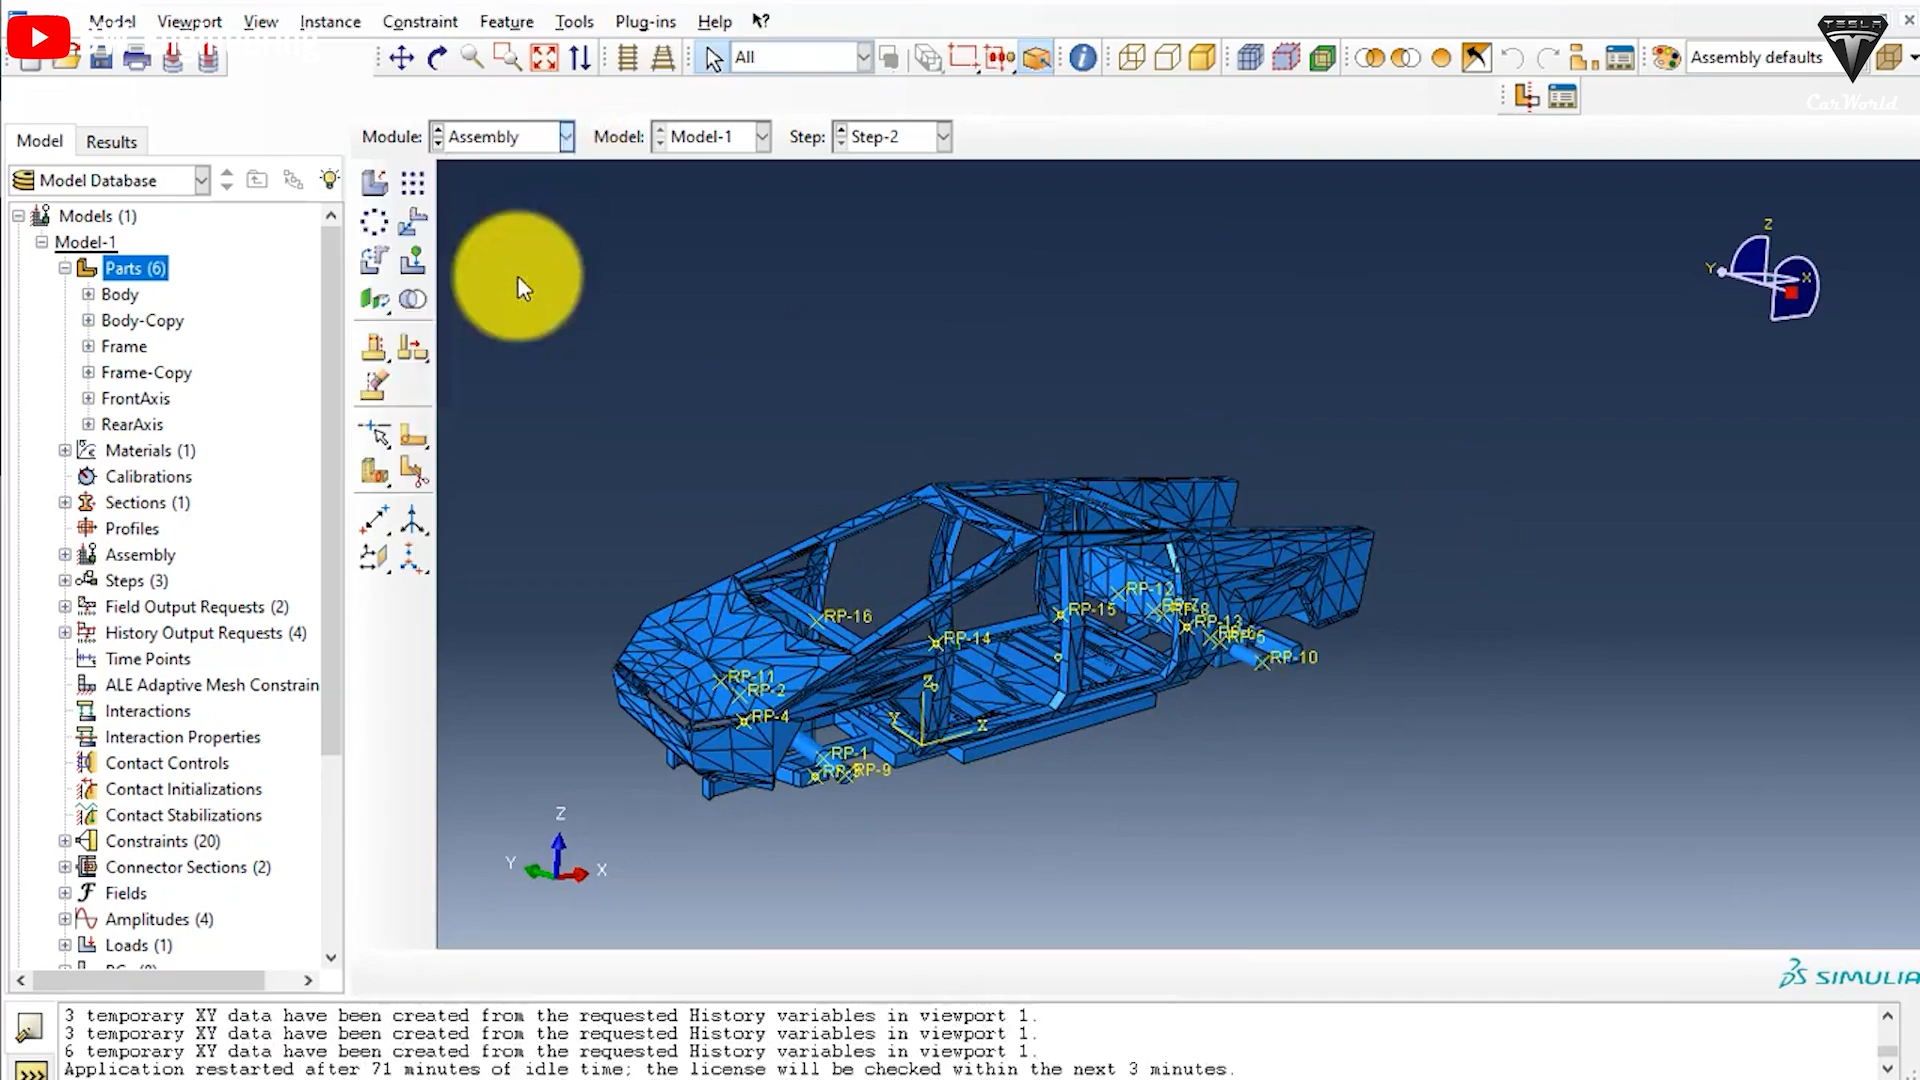 Model Viewport View Instance Constraint Feature Tools Plug-ins Help
All
Assembly defaults
TESLA
CarWorld
Model Results
Module: Assembly Model: Model-1 Step: Step-2
Model Database
Models (1)
Model-1
Parts (6)
Body
Body-Copy
Frame
Frame-Copy
FrontAxis
RearAxis
Materials (1)
Calibrations
Sections (1)
Profiles
Assembly
Steps (3)
Field Output Requests (2)
History Output Requests (4)
Time Points
ALE Adaptive Mesh Constrain
Interactions
Interaction Properties
Contact Controls
Contact Initializations
Contact Stabilizations
Constraints (20)
Connector Sections (2)
Fields
Amplitudes (4)
Loads (1)
Z
Y
X
RP-12
RP-16
RP-15
RP-13
RP-14
RP-10
RP-11
RP-2
RP-4
Z
Y
X
RP-1
RP-9
Z
Y
X
SIMULIA
3 temporary XY data have been created from the requested History variables in viewport 1.
3 temporary XY data have been created from the requested History variables in viewport 1.
6 temporary XY data have been created from the requested History variables in viewport 1.
Application restarted after 71 minutes of idle time; the license will be checked within the next 3 minutes.